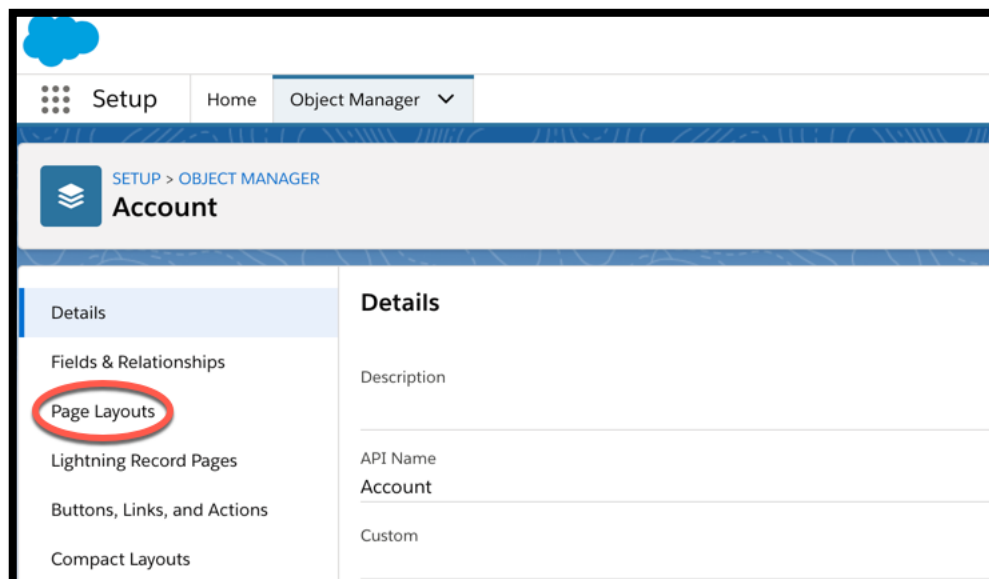 Setup Home Object Manager
SETUP > OBJECT MANAGER
Account
Details
Fields & Relationships
Page Layouts
Lightning Record Pages
Buttons, Links, and Actions
Compact Layouts
Details
Description
API Name
Account
Custom